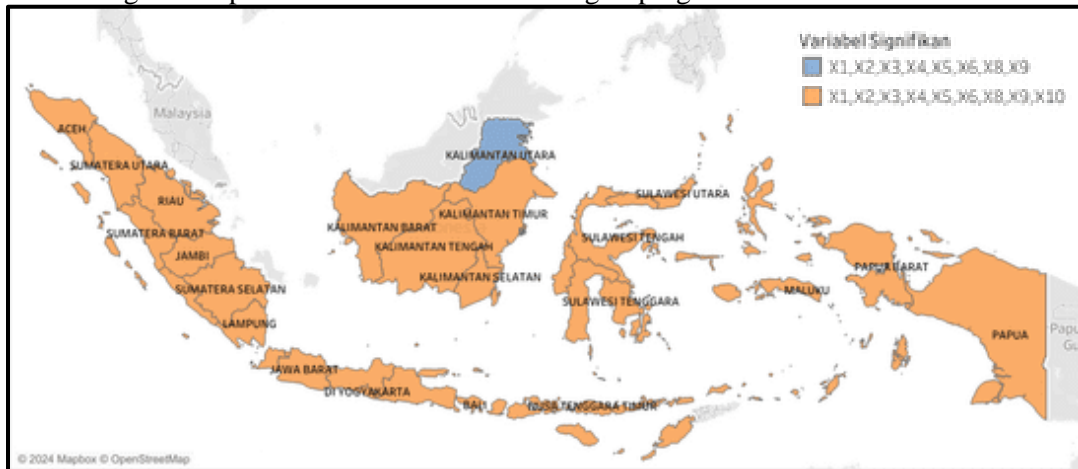 Variabel Signifikan
X1,X2,X3,X4,X5,X6,X8,X9
X1,X2,X3,X4,X5,X6,X8,X9,X10
Malaysia
ACEH
SUMATERA UTARA
RIAU
SUMATERA BARAT
JAMBI
SUMATERA SELATAN
LAMPUNG
KALIMANTAN UTARA
KALIMANTAN TIMUR
KALIMANTAN BARAT
KALIMANTAN TENGAH
KALIMANTAN SELATAN
SULAWESI UTARA
SULAWESI TENGAH
SULAWESI TENGGARA
MALUKU
PAPUA BARAT
PAPUA
Papu
Gu
JAWA BARAT
DI YOGYAKARTA
BALI
NUSA TENGGARA TIMUR
© 2024 Mapbox © OpenStreetMap